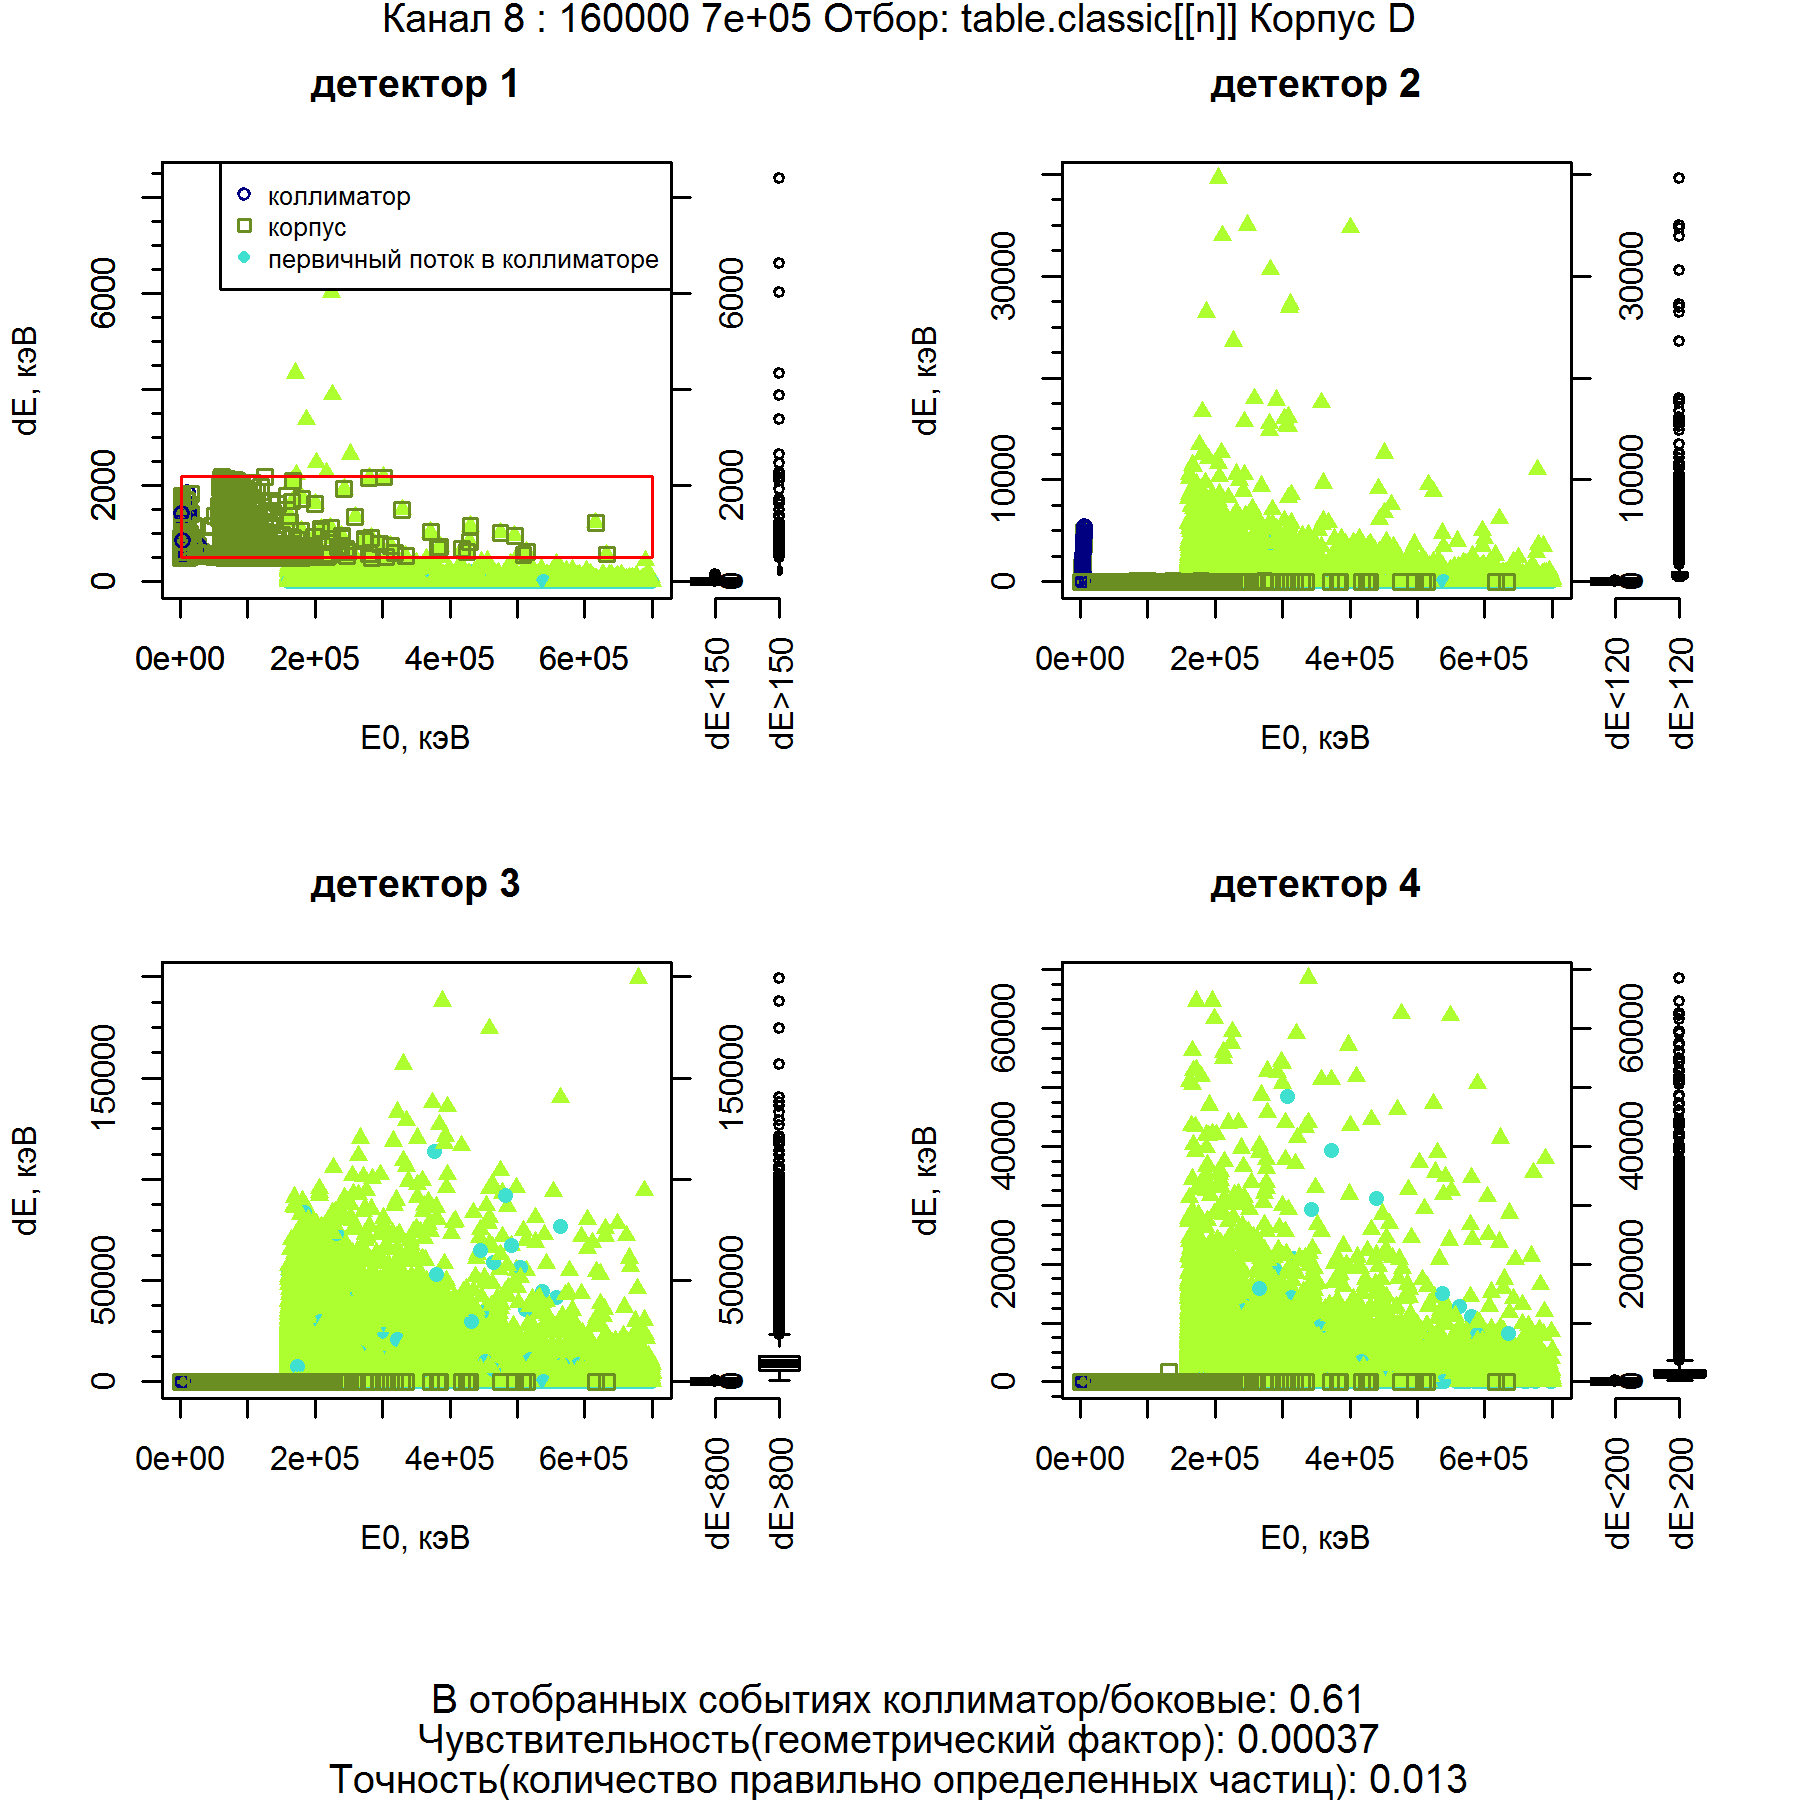 Канал 8 : 160000 7e+05 Отбор: table.classic[[n]] Корпус D
детектор 1
dE, кэВ
0 2000 6000
коллиматор
корпус
первичный поток в коллиматоре
0e+00 2e+05 4e+05 6e+05
E0, кэВ
0 2000 6000
dE<150
dE>150
детектор 2
dE, кэВ
0 10000 30000
0e+00 2e+05 4e+05 6e+05
E0, кэВ
0 10000 30000
dE<120
dE>120
детектор 3
dE, кэВ
0 50000 150000
0e+00 2e+05 4e+05 6e+05
E0, кэВ
0 50000 150000
dE<800
dE>800
детектор 4
dE, кэВ
0 20000 40000 60000
0e+00 2e+05 4e+05 6e+05
E0, кэВ
0 20000 40000 60000
dE<200
dE>200
В отобранных событиях коллиматор/боковые: 0.61
Чувствительность(геометрический фактор): 0.00037
Точность(количество правильно определенных частиц): 0.013